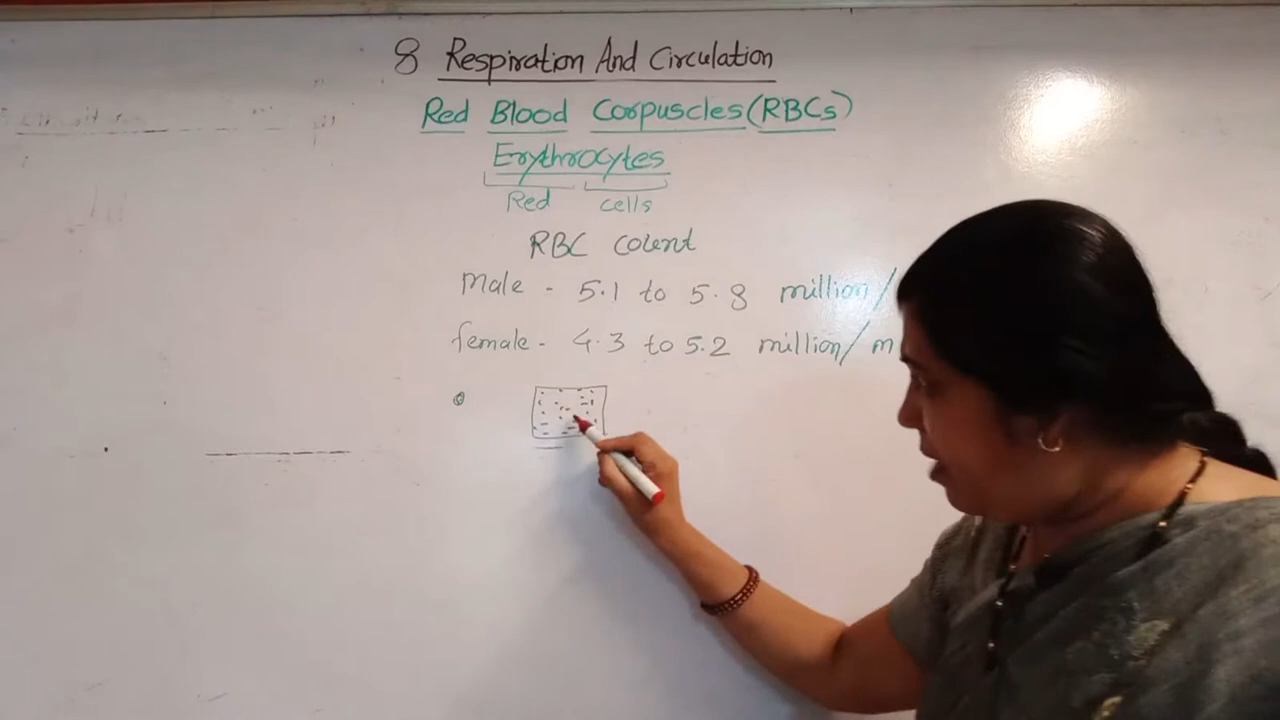 8 Respiration And Circulation
Red Blood Corpuscles (RBCs)
Erythrocytes
Red cells
RBC count
Male - 5.1 to 5.8 million/
female - 4.3 to 5.2 million/ m